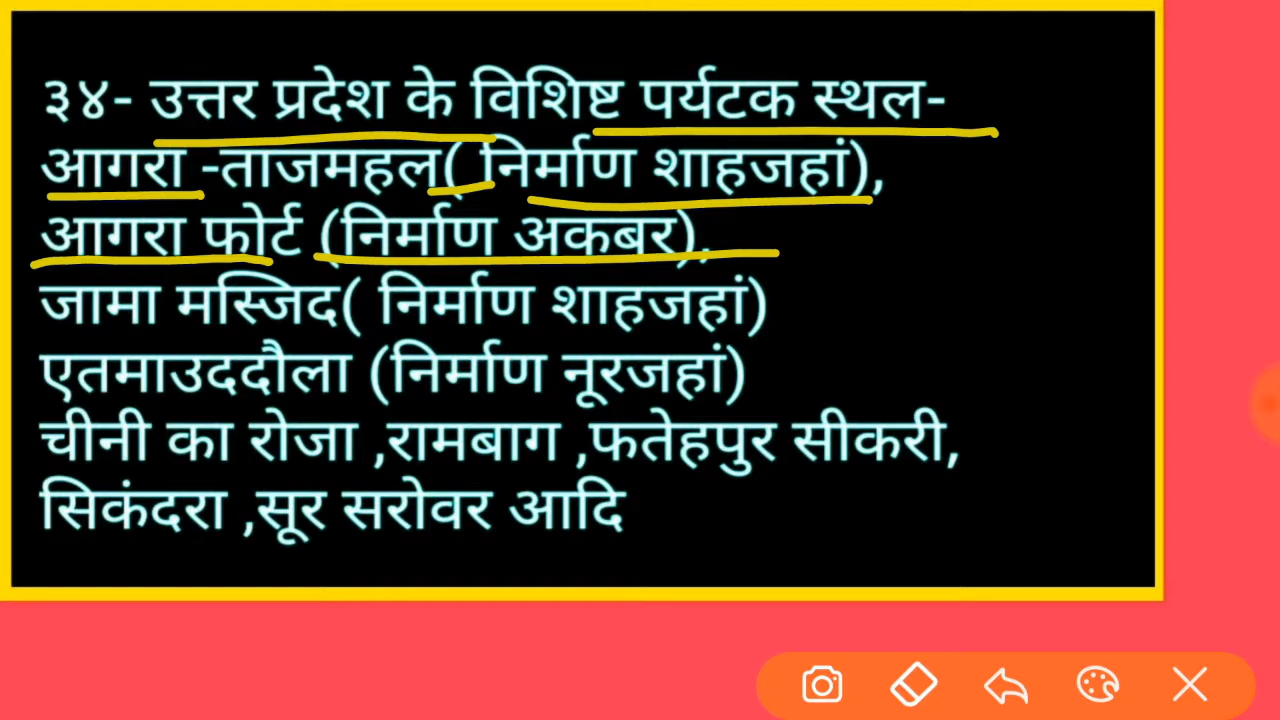 ३४- उत्तर प्रदेश के विशिष्ट पर्यटक स्थल-
आगरा -ताजमहल( निर्माण शाहजहां),
आगरा फोर्ट (निर्माण अकबर),
जामा मस्जिद( निर्माण शाहजहां)
एतमाउददौला (निर्माण नूरजहां)
चीनी का रोजा ,रामबाग ,फतेहपुर सीकरी,
सिकंदरा ,सूर सरोवर आदि